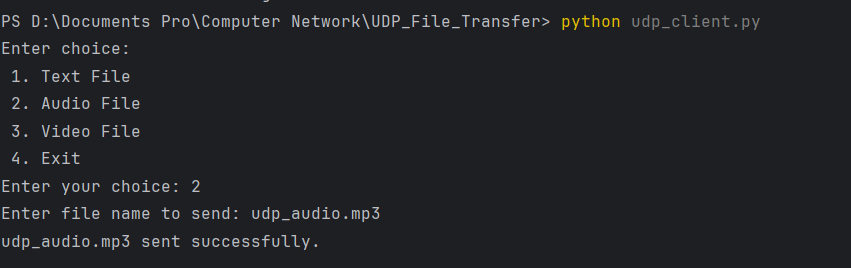 PS D:\Documents Pro\Computer Network\UDP_File_Transfer> python udp_client.py
Enter choice:
 1. Text File
 2. Audio File
 3. Video File
 4. Exit
Enter your choice: 2
Enter file name to send: udp_audio.mp3
udp_audio.mp3 sent successfully.